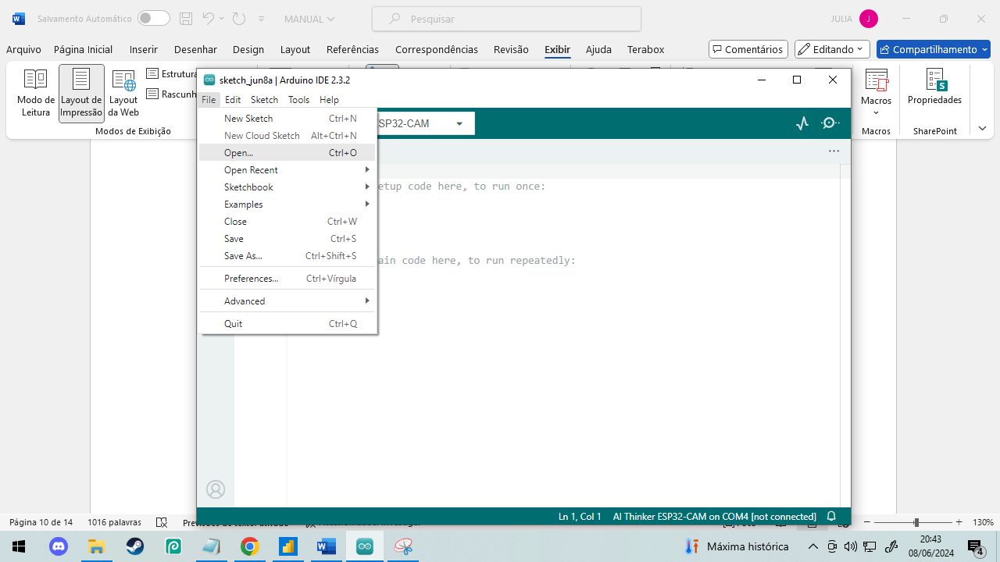 Salvamento Automático
MANUAL
Pesquisar
JULIA
J
Arquivo
Página Inicial
Inserir
Desenhar
Design
Layout
Referências
Correspondências
Revisão
Exibir
Ajuda
Terabox
Comentários
Editando
Compartilhamento
Modo de
Leitura
Layout de
Impressão
Layout
da Web
Estrutura
Rascunh
Modos de Exibição
Macros
Macros
Propriedades
SharePoint
sketch_jun8a | Arduino IDE 2.3.2
File
Edit
Sketch
Tools
Help
SP32-CAM
New Sketch Ctrl+N
New Cloud Sketch Alt+Ctrl+N
Open... Ctrl+O
Open Recent
Sketchbook
Examples
Close Ctrl+W
Save Ctrl+S
Save As... Ctrl+Shift+S
Preferences... Ctrl+Vírgula
Advanced
Quit Ctrl+Q
etup code here, to run once:
ain code here, to run repeatedly:
Ln 1, Col 1
AI Thinker ESP32-CAM on COM4 [not connected]
Página 10 de 14
1016 palavras
130%
Máxima histórica
20:43
08/06/2024
4